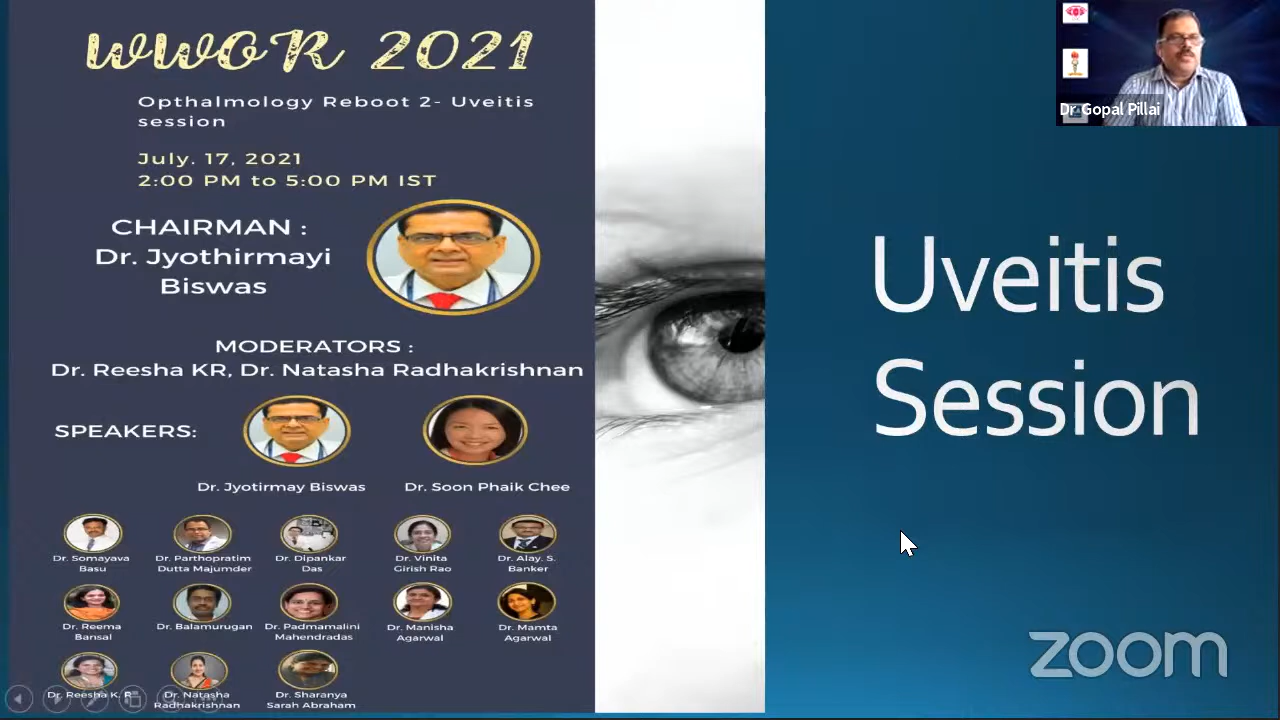 WWOR 2021
Opthalmology Reboot 2- Uveitis
session
July. 17, 2021
2:00 PM to 5:00 PM IST
CHAIRMAN :
Dr. Jyothirmayi
Biswas
MODERATORS :
Dr. Reesha KR, Dr. Natasha Radhakrishnan
SPEAKERS:
Dr. Jyotirmay Biswas
Dr. Soon Phaik Chee
Dr. Somayava
Basu
Dr. Parthopratim
Dutta Majumder
Dr. Dipankar
Das
Dr. Vinita
Girish Rao
Dr. Alay. S.
Banker
Dr. Reema
Bansal
Dr. Balamurugan
Dr. Padmamalini
Mahendradas
Dr. Manisha
Agarwal
Dr. Mamta
Agarwal
Dr. Reesha K. R
Dr. Natasha
Radhakrishnan
Dr. Sharanya
Sarah Abraham
Uveitis
Session
Dr. Gopal Pillai
zoom